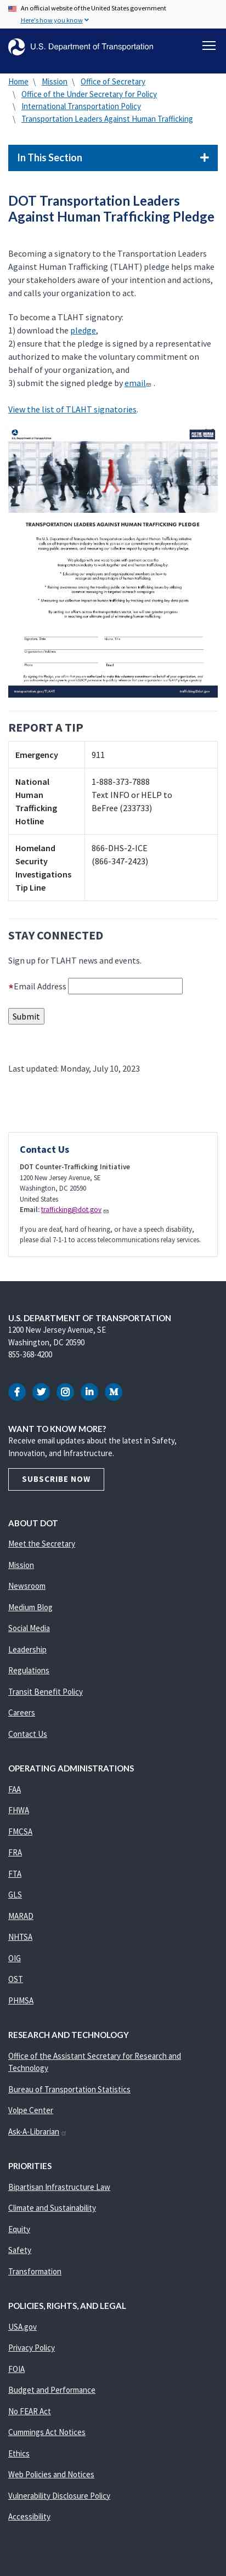 An official website of the United States government
Here's how you know
U.S. Department of Transportation
Home \ Mission \ Office of Secretary
\ Office of the Under Secretary for Policy
\ International Transportation Policy
\ Transportation Leaders Against Human Trafficking
In This Section +
DOT Transportation Leaders
Against Human Trafficking Pledge
Becoming a signatory to the Transportation Leaders
Against Human Trafficking (TLAHT) pledge helps make
your stakeholders aware of your intention to take action,
and calls your organization to act.
To become a TLAHT signatory:
1) download the pledge,
2) ensure that the pledge is signed by a representative
authorized to make the voluntary commitment on
behalf of your organization, and
3) submit the signed pledge by email .
View the list of TLAHT signatories.
TRANSPORTATION LEADERS AGAINST HUMAN TRAFFICKING PLEDGE
transportation.gov/TLAHT trafficking@dot.gov
REPORT A TIP
Emergency 911
National
Human
Trafficking
Hotline
1-888-373-7888
Text INFO or HELP to
BeFree (233733)
Homeland
Security
Investigations
Tip Line
866-DHS-2-ICE
(866-347-2423)
STAY CONNECTED
Sign up for TLAHT news and events.
*Email Address
Submit
Last updated: Monday, July 10, 2023
Contact Us
DOT Counter-Trafficking Initiative
1200 New Jersey Avenue, SE
Washington, DC 20590
United States
Email: trafficking@dot.gov
If you are deaf, hard of hearing, or have a speech disability,
please dial 7-1-1 to access telecommunications relay services.
U.S. DEPARTMENT OF TRANSPORTATION
1200 New Jersey Avenue, SE
Washington, DC 20590
855-368-4200
WANT TO KNOW MORE?
Receive email updates about the latest in Safety,
Innovation, and Infrastructure.
SUBSCRIBE NOW
ABOUT DOT
Meet the Secretary
Mission
Newsroom
Medium Blog
Social Media
Leadership
Regulations
Transit Benefit Policy
Careers
Contact Us
OPERATING ADMINISTRATIONS
FAA
FHWA
FMCSA
FRA
FTA
GLS
MARAD
NHTSA
OIG
OST
PHMSA
RESEARCH AND TECHNOLOGY
Office of the Assistant Secretary for Research and
Technology
Bureau of Transportation Statistics
Volpe Center
Ask-A-Librarian
PRIORITIES
Bipartisan Infrastructure Law
Climate and Sustainability
Equity
Safety
Transformation
POLICIES, RIGHTS, AND LEGAL
USA.gov
Privacy Policy
FOIA
Budget and Performance
No FEAR Act
Cummings Act Notices
Ethics
Web Policies and Notices
Vulnerability Disclosure Policy
Accessibility